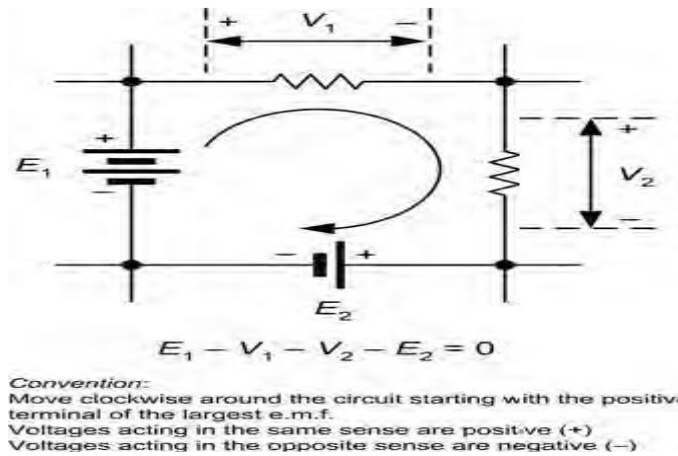 + V₁ −
+
E₁
−
+
V₂
−
− +
E₂
E₁ − V₁ − V₂ − E₂ = 0
Convention:
Move clockwise around the circuit starting with the positive
terminal of the largest e.m.f.
Voltages acting in the same sense are positive (+)
Voltages acting in the opposite sense are negative (−)